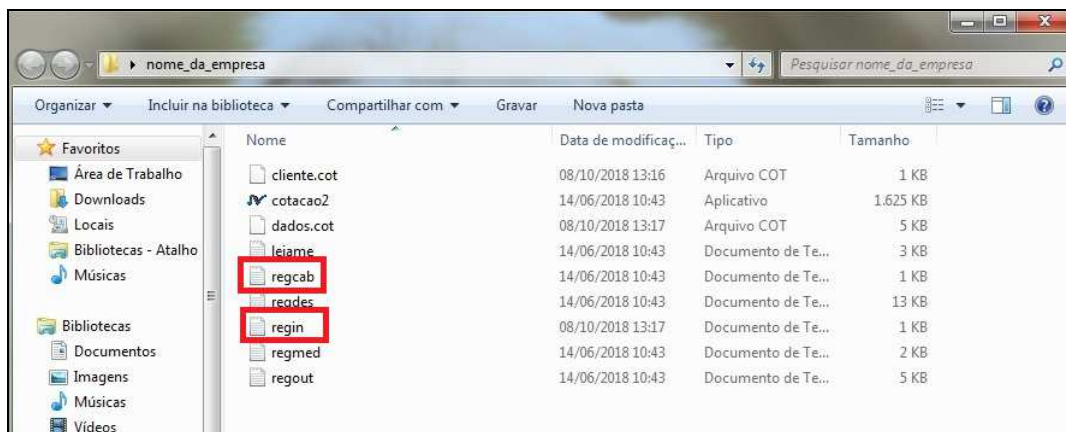 nome_da_empresa
Pesquisar nome_da_empresa
Organizar Incluir na biblioteca Compartilhar com Gravar Nova pasta
Nome Data de modificaç... Tipo Tamanho
Favoritos
Área de Trabalho
Downloads
Locais
Bibliotecas - Atalho
Músicas
Bibliotecas
Documentos
Imagens
Músicas
Vídeos
cliente.cot 08/10/2018 13:16 Arquivo COT 1 KB
cotacao2 14/06/2018 10:43 Aplicativo 1.625 KB
dados.cot 08/10/2018 13:17 Arquivo COT 5 KB
leiame 14/06/2018 10:43 Documento de Te... 3 KB
regcab 14/06/2018 10:43 Documento de Te... 1 KB
regdes 14/06/2018 10:43 Documento de Te... 13 KB
regin 08/10/2018 13:17 Documento de Te... 1 KB
regmed 14/06/2018 10:43 Documento de Te... 2 KB
regout 14/06/2018 10:43 Documento de Te... 5 KB